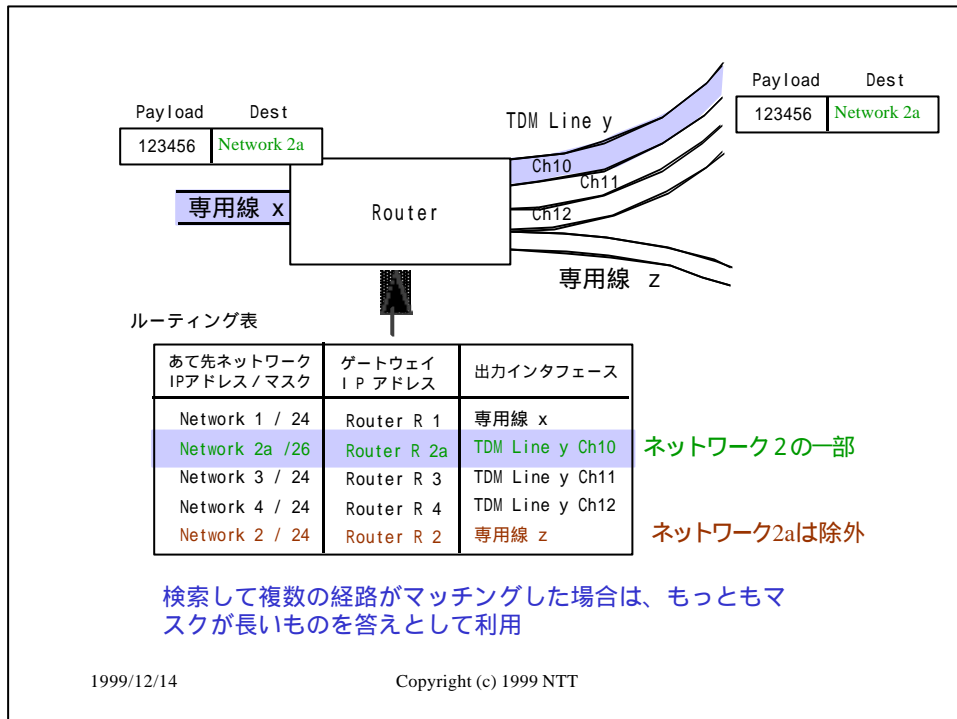 Payload Dest
123456 Network 2a
Payload Dest
123456 Network 2a
TDM Line y
Ch10
Ch11
Ch12
専用線 x
Router
専用線 z
ルーティング表
あて先ネットワーク
IPアドレス/マスク
ゲートウェイ
IP アドレス
出力インタフェース
Network 1 / 24 Router R 1 専用線 x
Network 2a /26 Router R 2a TDM Line y Ch10 ネットワーク2の一部
Network 3 / 24 Router R 3 TDM Line y Ch11
Network 4 / 24 Router R 4 TDM Line y Ch12
Network 2 / 24 Router R 2 専用線 z ネットワーク2aは除外
検索して複数の経路がマッチングした場合は、もっともマ
スクが長いものを答えとして利用
1999/12/14 Copyright (c) 1999 NTT